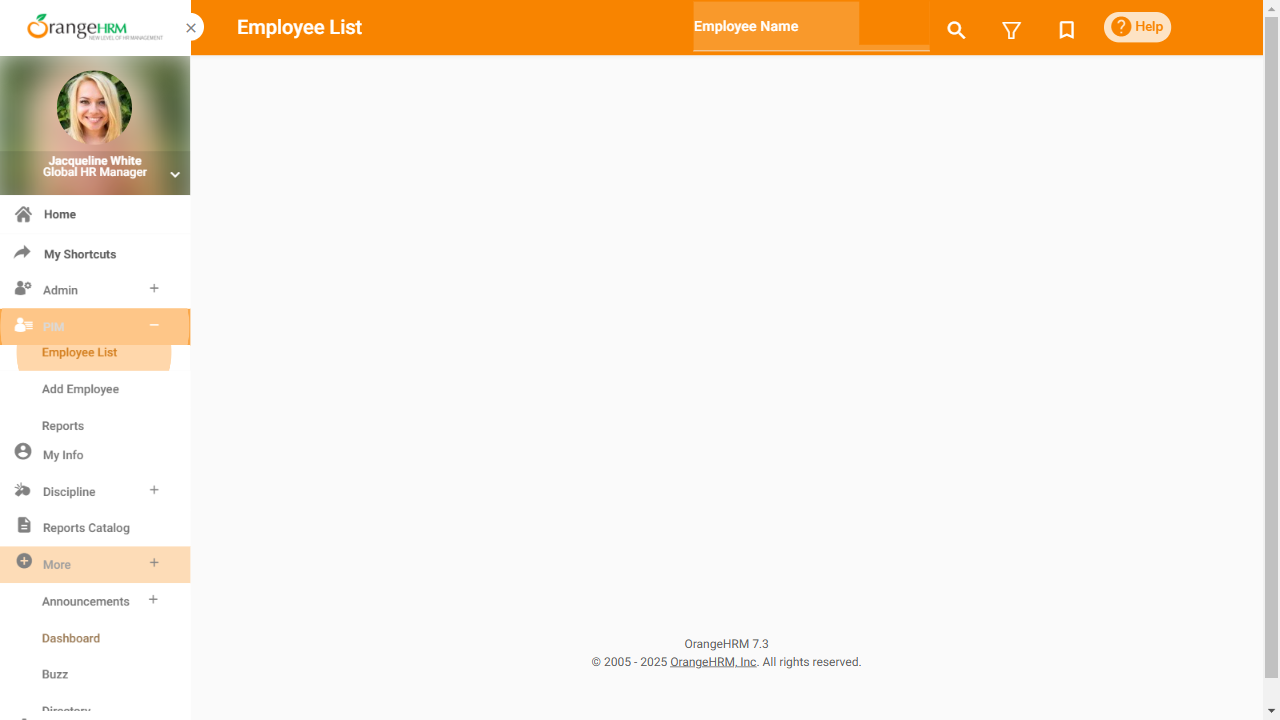 OrangeHRM
NEW LEVEL OF HR MANAGEMENT
Employee List
Employee Name
Help
Jacqueline White
Global HR Manager
Home
My Shortcuts
Admin
PIM
Employee List
Add Employee
Reports
My Info
Discipline
Reports Catalog
More
Announcements
Dashboard
Buzz
Directory
OrangeHRM 7.3
© 2005 - 2025 OrangeHRM, Inc. All rights reserved.